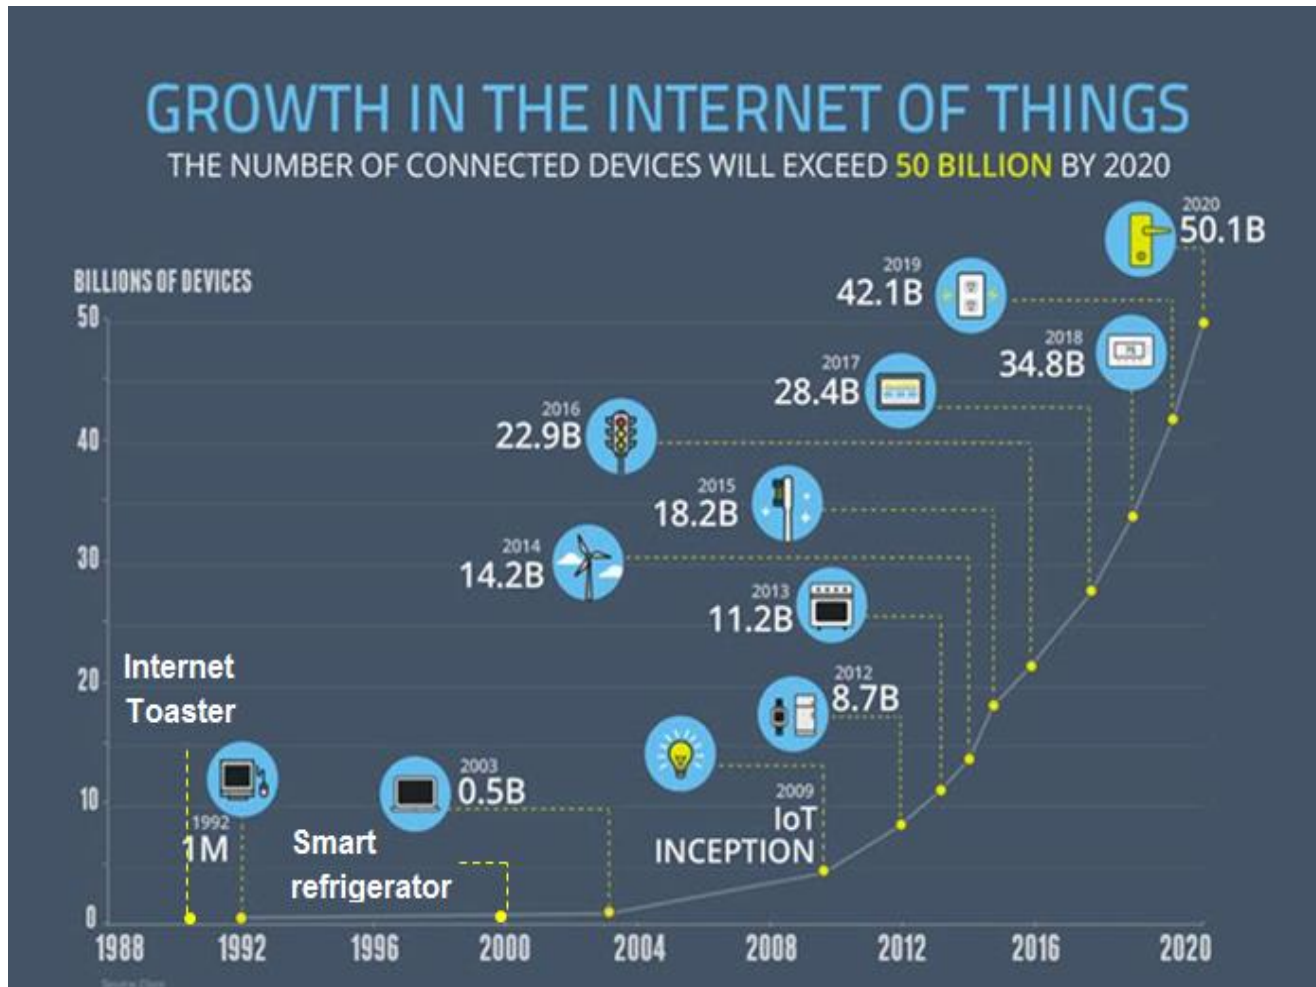 GROWTH IN THE INTERNET OF THINGS
THE NUMBER OF CONNECTED DEVICES WILL EXCEED 50 BILLION BY 2020
2020
50.1B
2019
42.1B
BILLIONS OF DEVICES
50
2018
34.8B
2017
28.4B
2016
22.9B
40
2015
18.2B
2014
14.2B
30
2013
11.2B
Internet
Toaster
20
2012
8.7B
2003
0.5B
2009
IoT
INCEPTION
10
1992
1M
Smart
refrigerator
0
1988 1992 1996 2000 2004 2008 2012 2016 2020